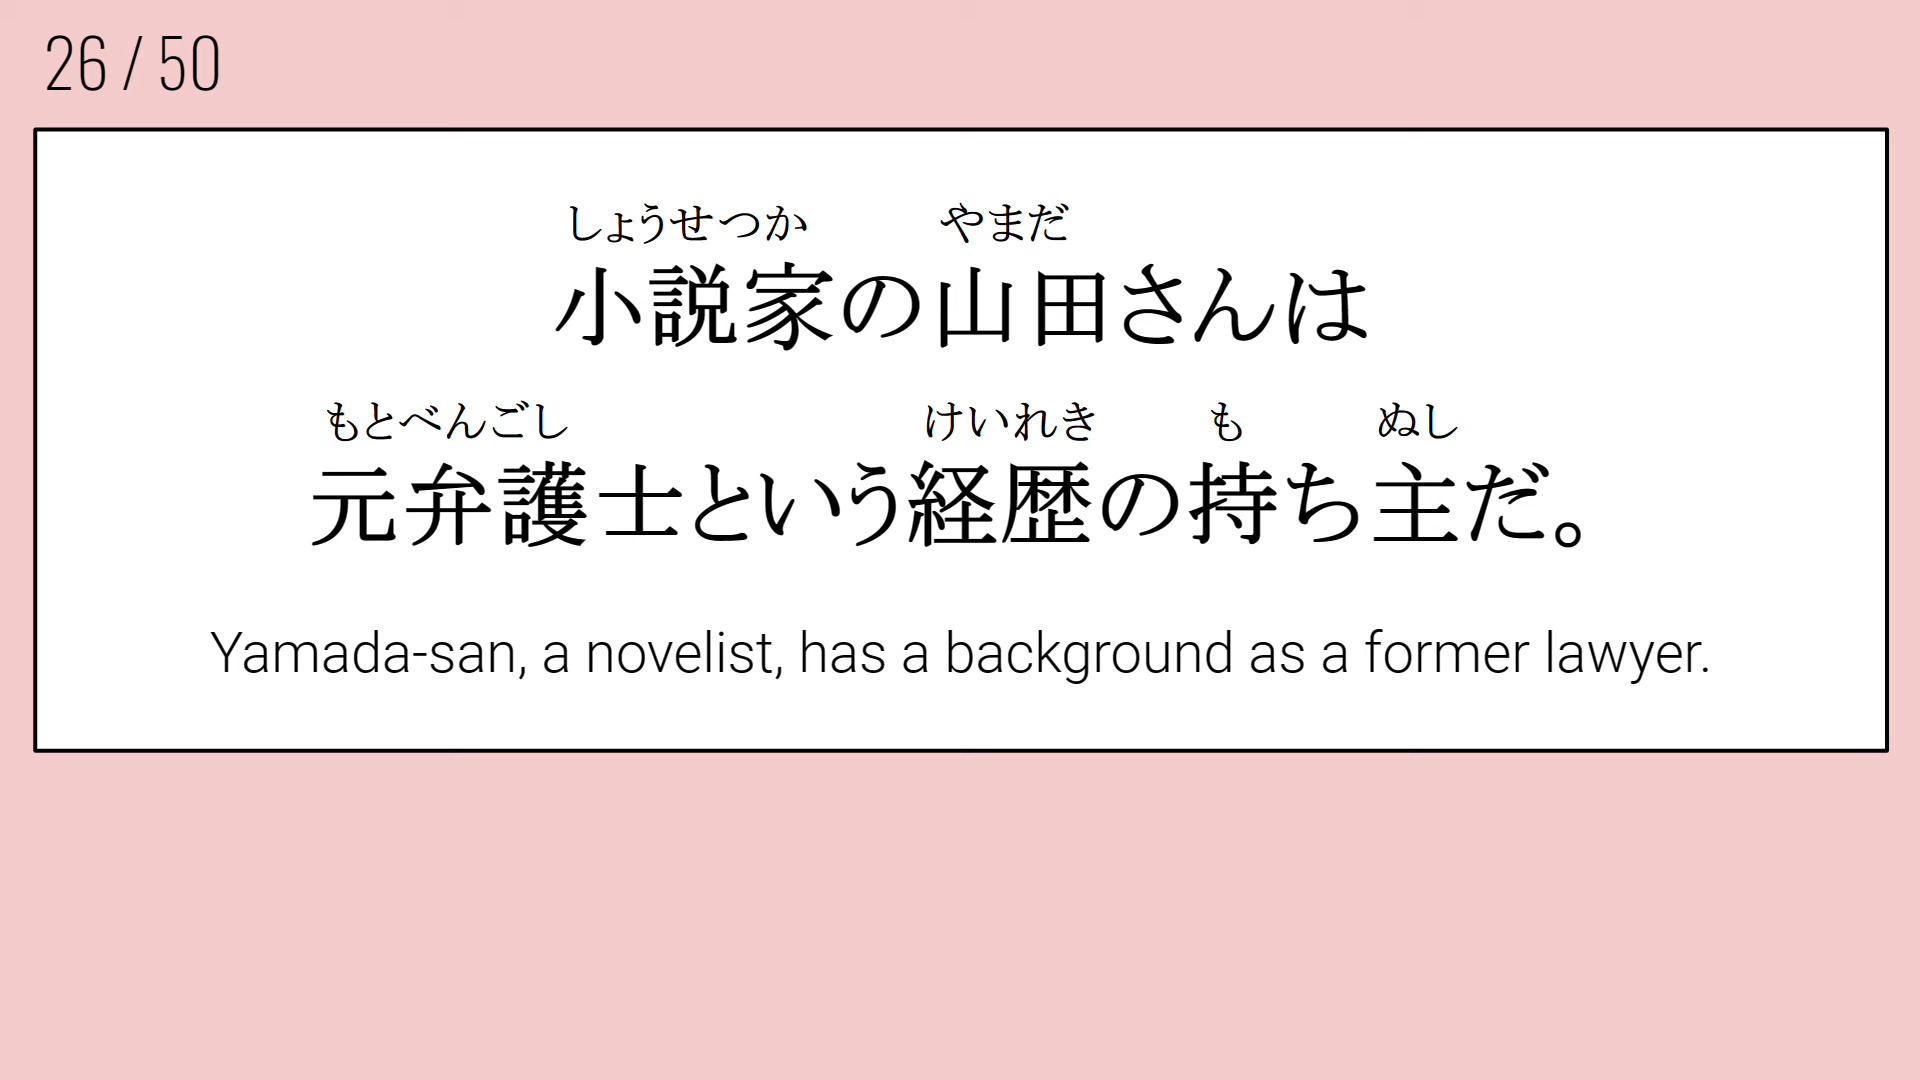 26 / 50
しょうせつか やまだ
小説家の山田さんは
もとべんごし けいれき も ぬし
元弁護士という経歴の持ち主だ。
Yamada-san, a novelist, has a background as a former lawyer.